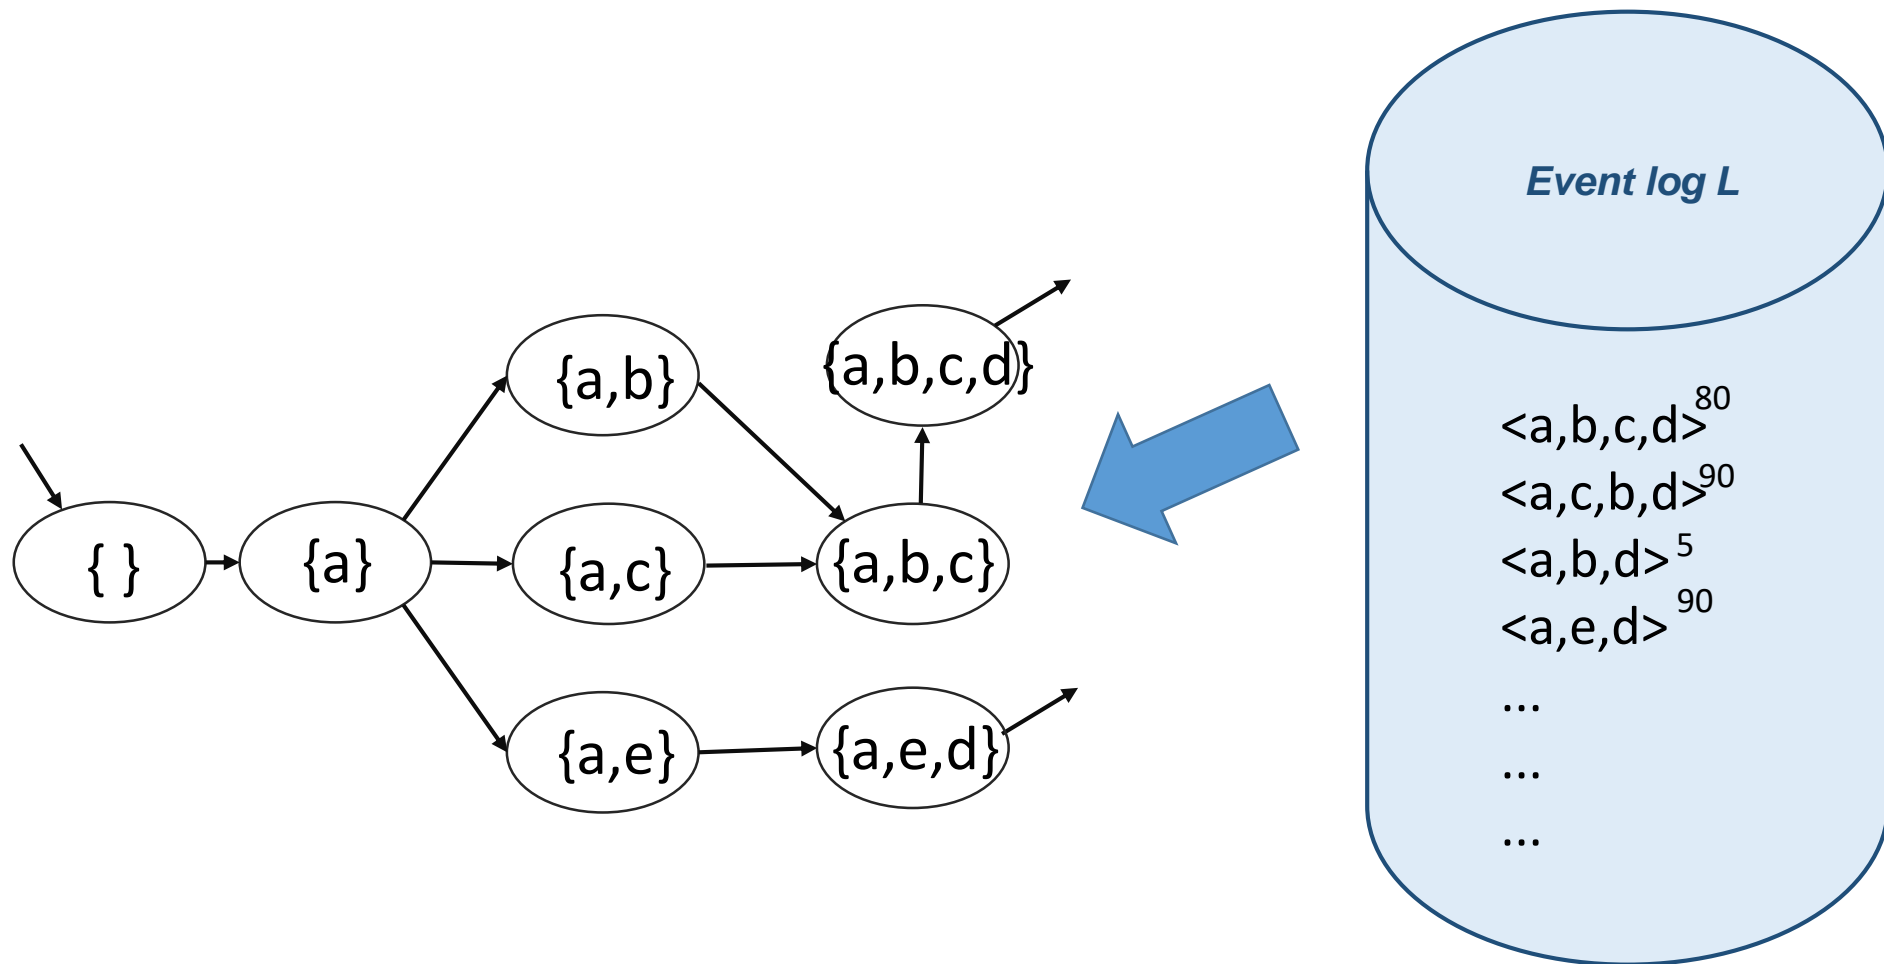 { }
{a}
{a,b}
{a,c}
{a,e}
{a,b,c,d}
{a,b,c}
{a,e,d}
Event log L
<a,b,c,d>80
<a,c,b,d>90
<a,b,d> 5
<a,e,d> 90
...
...
...